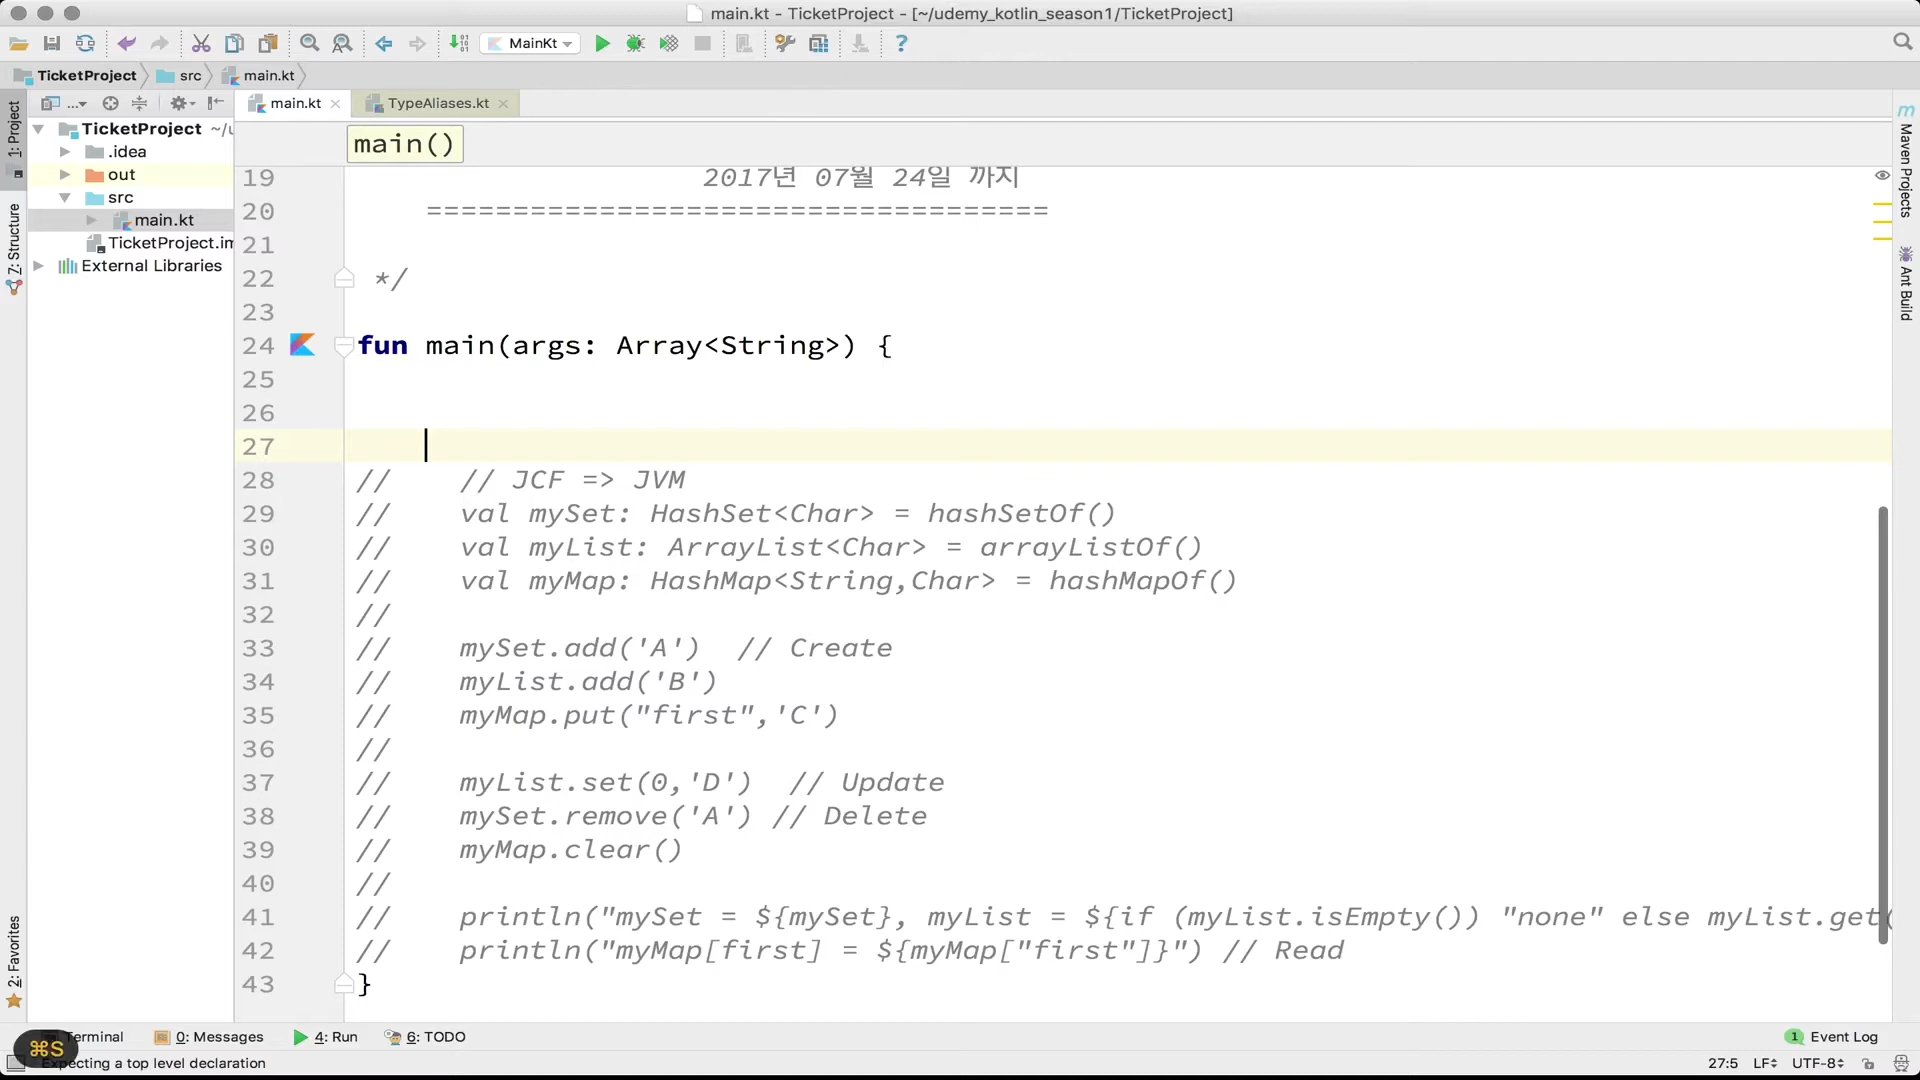 main.kt - TicketProject - [~/udemy_kotlin_season1/TicketProject]
MainKt
TicketProject
src
main.kt
1: Project
...
main.kt
TypeAliases.kt
TicketProject ~/u
.idea
out
src
main.kt
TicketProject.im
External Libraries
Z: Structure
2: Favorites
Maven Projects
Ant Build
main()
19 2017년 07월 24일 까지
20 ====================================
21
22 */
23
24 fun main(args: Array<String>) {
25
26
27
28 // // JCF => JVM
29 // val mySet: HashSet<Char> = hashSetOf()
30 // val myList: ArrayList<Char> = arrayListOf()
31 // val myMap: HashMap<String,Char> = hashMapOf()
32 //
33 // mySet.add('A') // Create
34 // myList.add('B')
35 // myMap.put("first",'C')
36 //
37 // myList.set(0,'D') // Update
38 // mySet.remove('A') // Delete
39 // myMap.clear()
40 //
41 // println("mySet = ${mySet}, myList = ${if (myList.isEmpty()) "none" else myList.get(
42 // println("myMap[first] = ${myMap["first"]}") // Read
43 }
Terminal
0: Messages
4: Run
6: TODO
1 Event Log
⌘S
Expecting a top level declaration
27:5 LF UTF-8